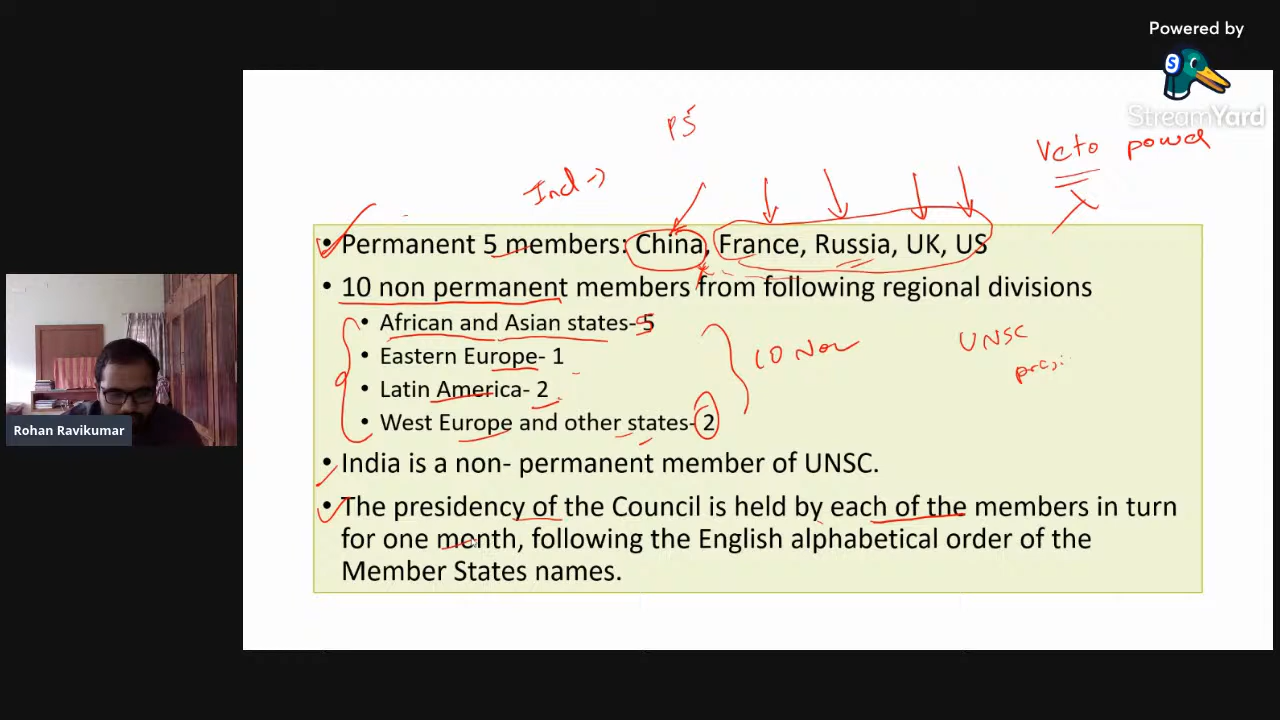 Powered by
StreamYard
P5
Veto power
Ind →
• Permanent 5 members: China, France, Russia, UK, US
• 10 non permanent members from following regional divisions
• African and Asian states- 5
• Eastern Europe- 1
• Latin America- 2
• West Europe and other states- 2
10 Non
UNSC
Rohan Ravikumar
• India is a non- permanent member of UNSC.
• The presidency of the Council is held by each of the members in turn
for one month, following the English alphabetical order of the
Member States names.